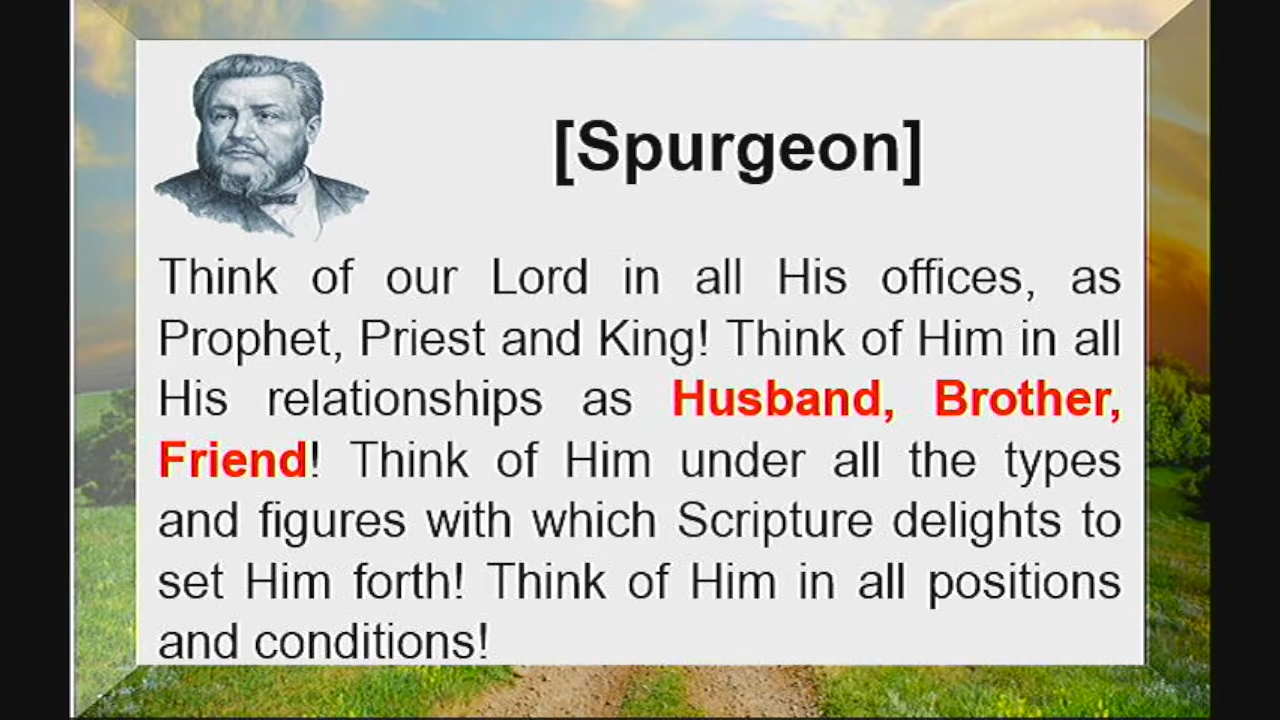 [Spurgeon]
Think of our Lord in all His offices, as
Prophet, Priest and King! Think of Him in all
His relationships as Husband, Brother,
Friend! Think of Him under all the types
and figures with which Scripture delights to
set Him forth! Think of Him in all positions
and conditions!